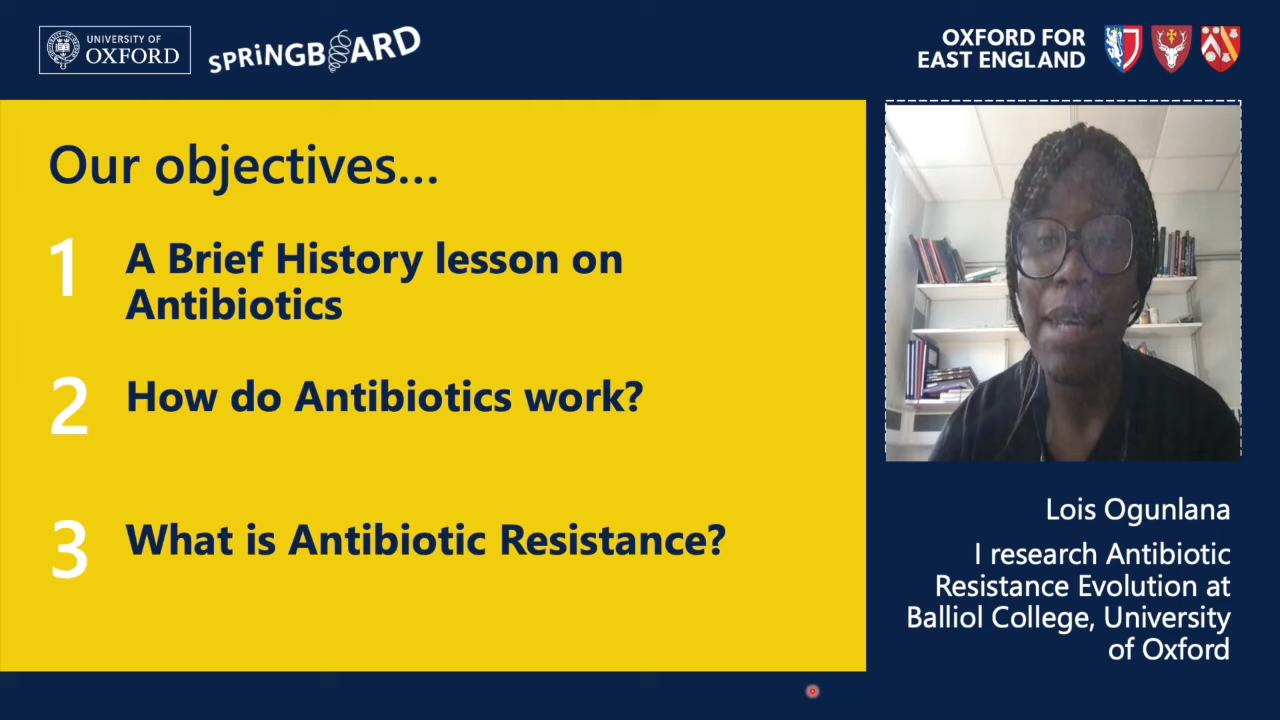 UNIVERSITY OF
OXFORD
SPRiNGBOARD
OXFORD FOR
EAST ENGLAND
Our objectives...
1
A Brief History lesson on
Antibiotics
2
How do Antibiotics work?
3
What is Antibiotic Resistance?
Lois Ogunlana
I research Antibiotic
Resistance Evolution at
Balliol College, University
of Oxford